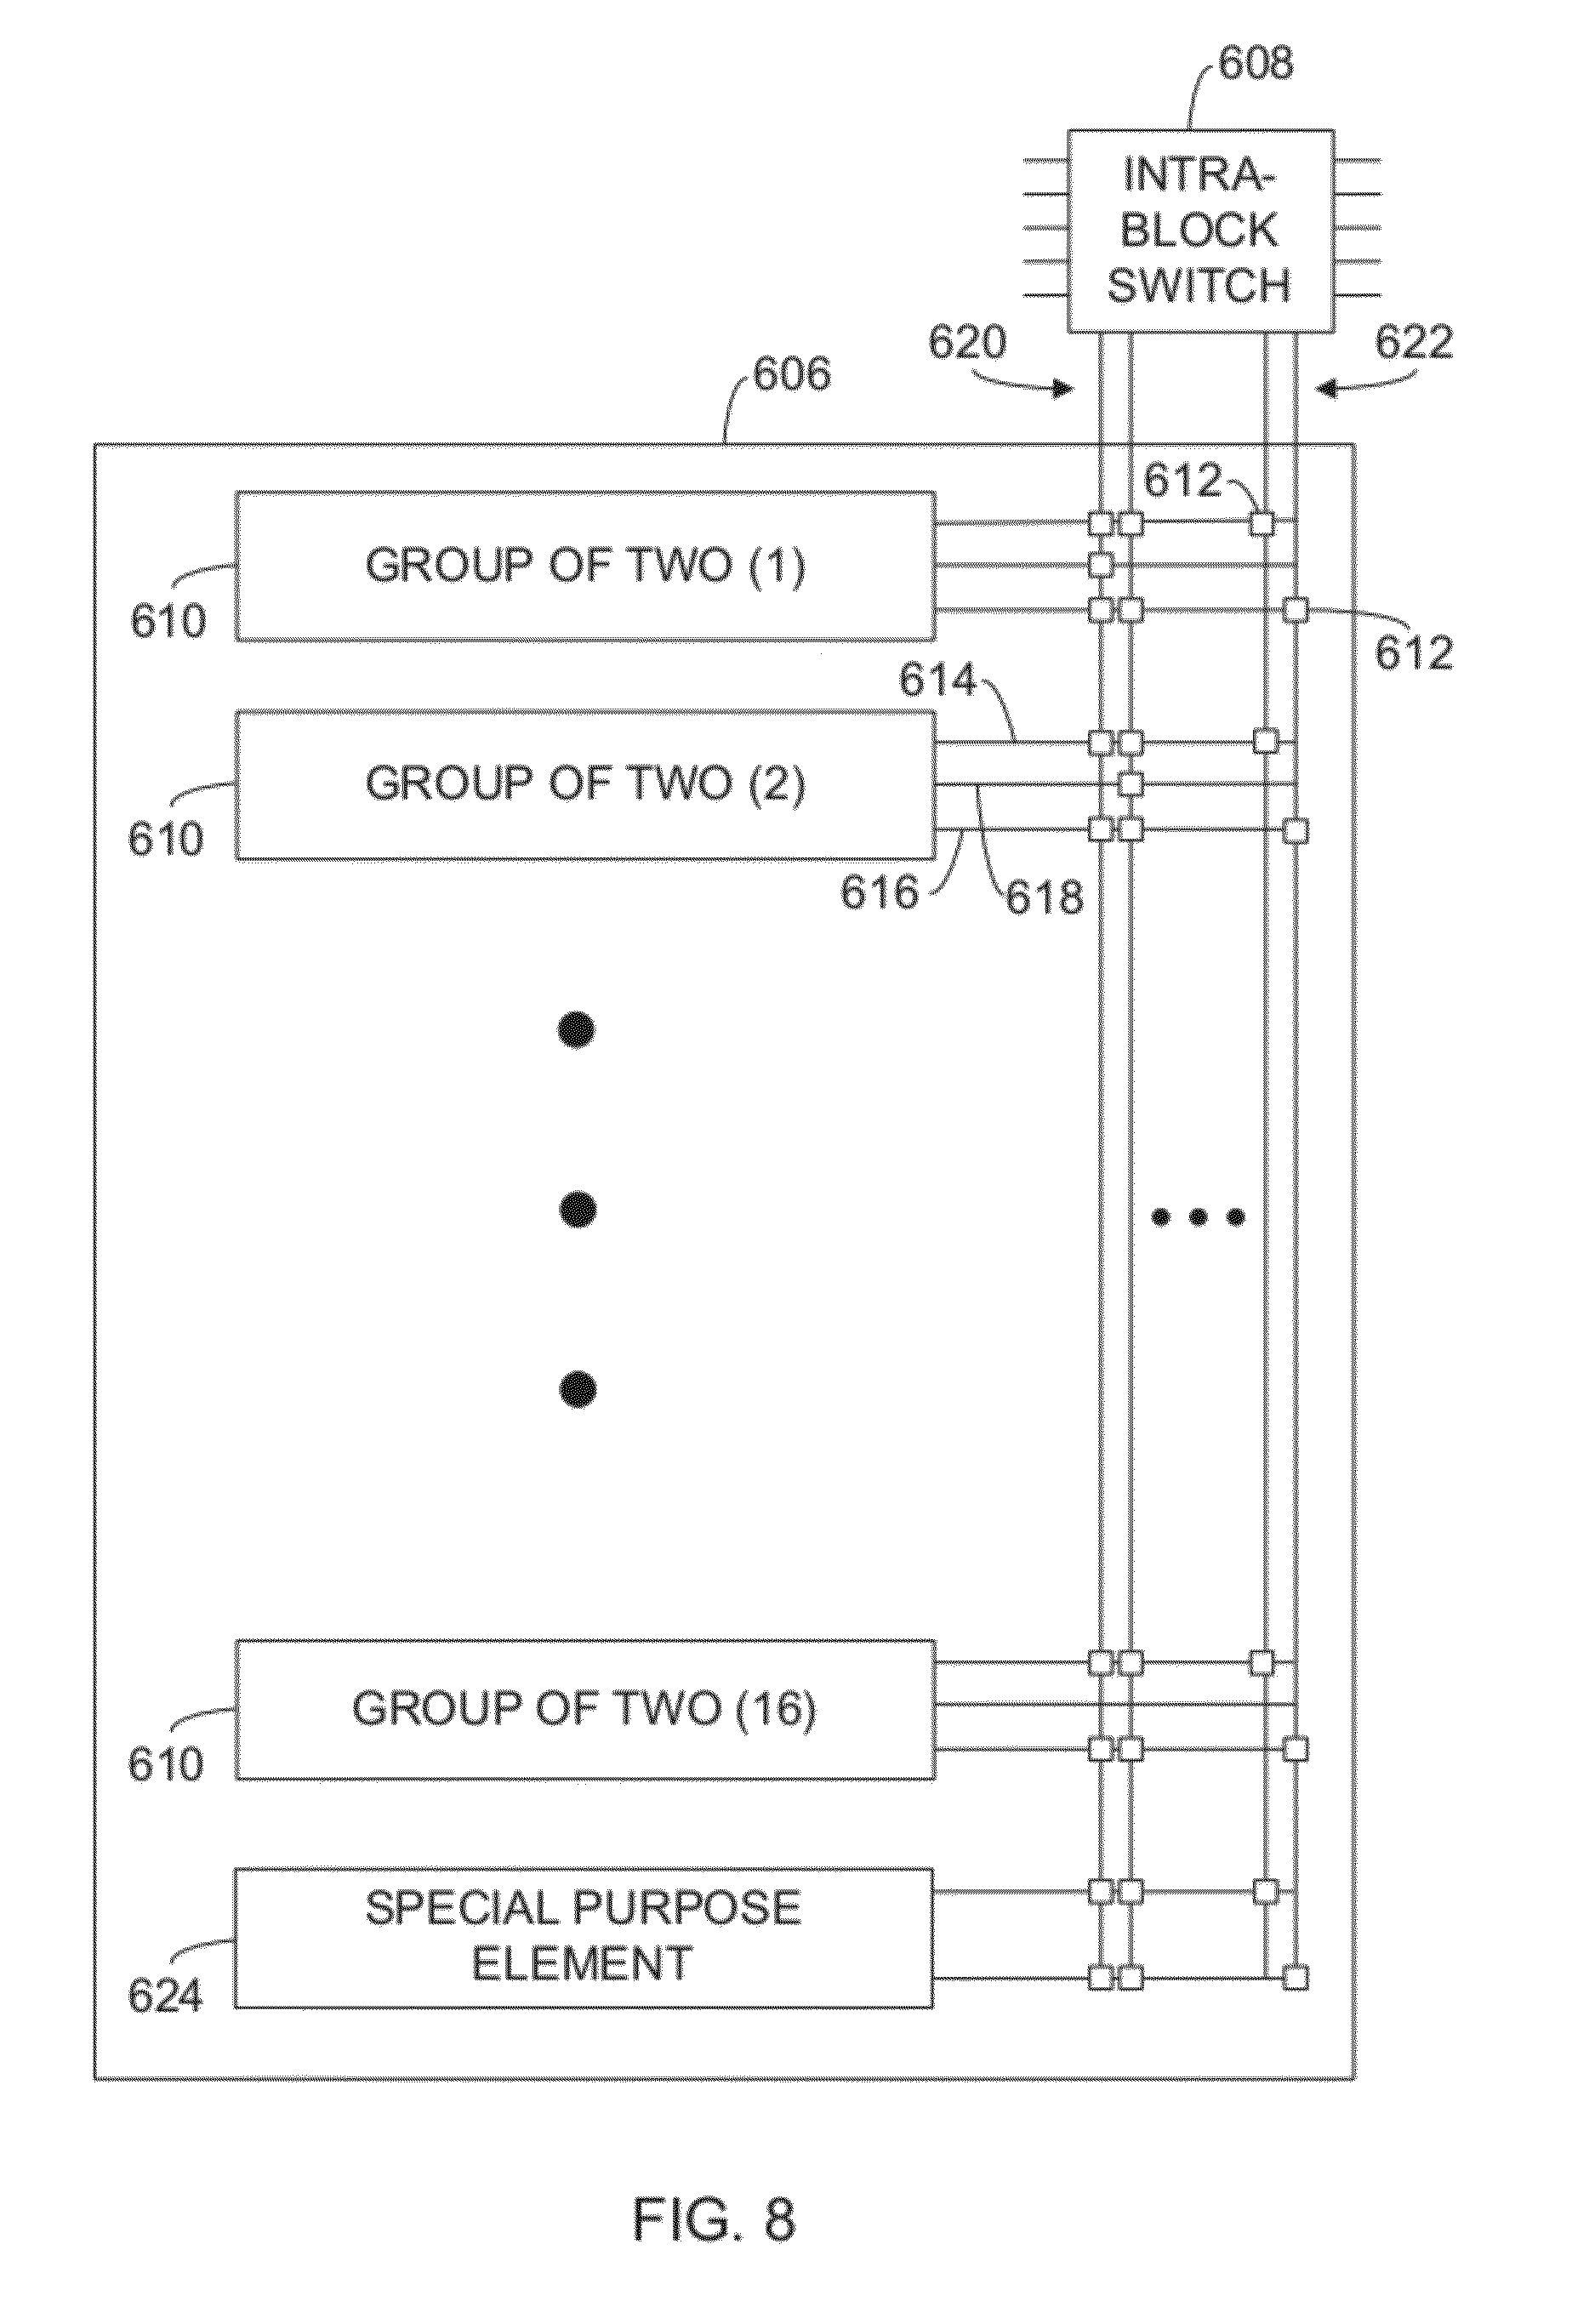 608
INTRA-
BLOCK
SWITCH
620
622
606
612
GROUP OF TWO (1)
610
612
614
GROUP OF TWO (2)
610
616
618
GROUP OF TWO (16)
610
SPECIAL PURPOSE
ELEMENT
624
FIG. 8